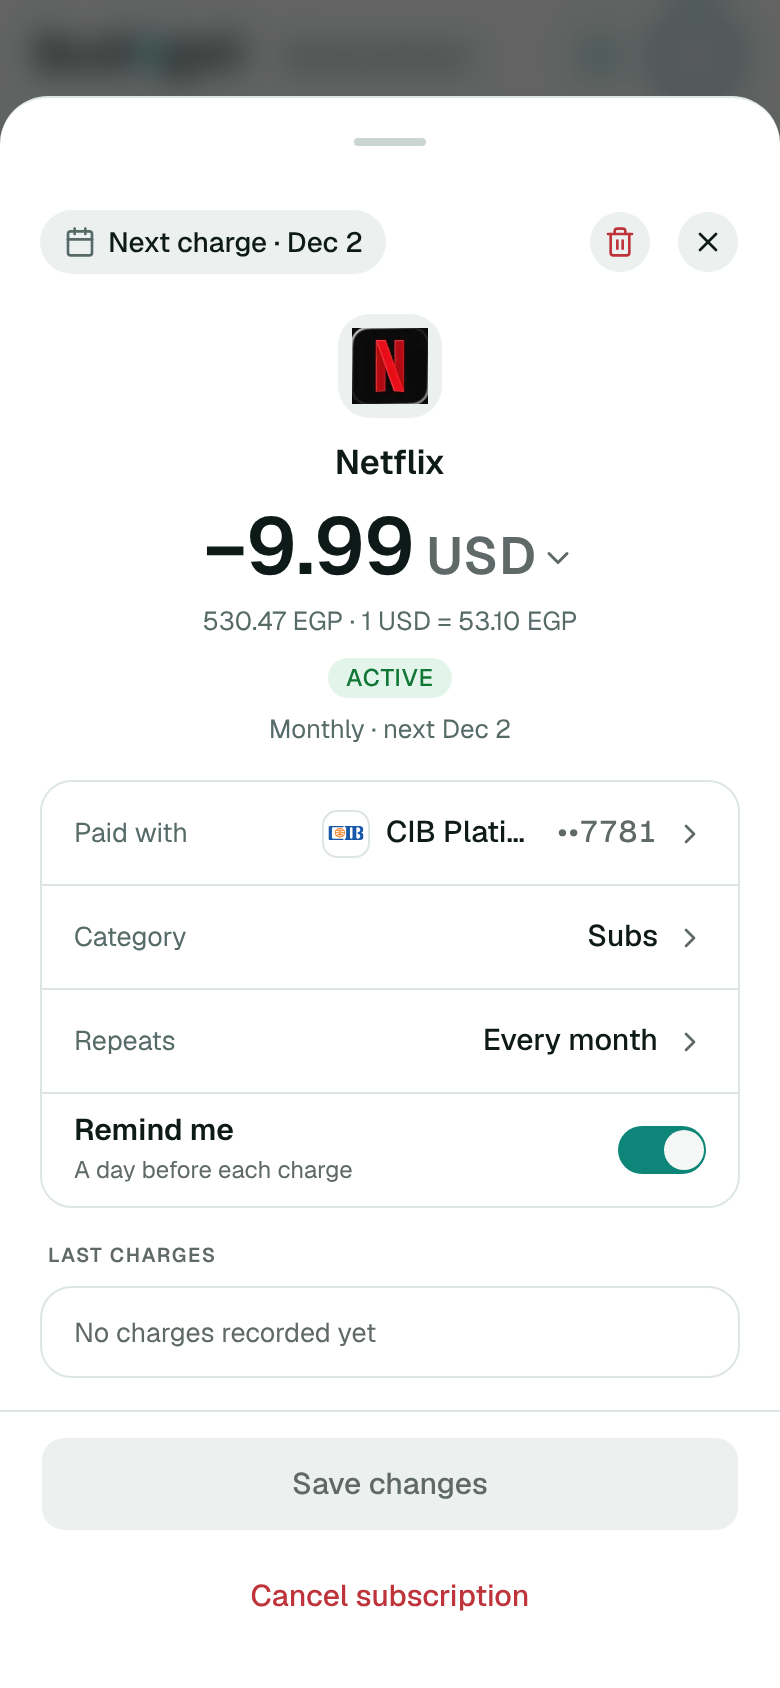 Next charge · Dec 2
N
Netflix
−9.99 USD
530.47 EGP · 1 USD = 53.10 EGP
ACTIVE
Monthly · next Dec 2
Paid with CIB CIB Plati... ••7781
Category Subs
Repeats Every month
Remind me
A day before each charge
LAST CHARGES
No charges recorded yet
Save changes
Cancel subscription